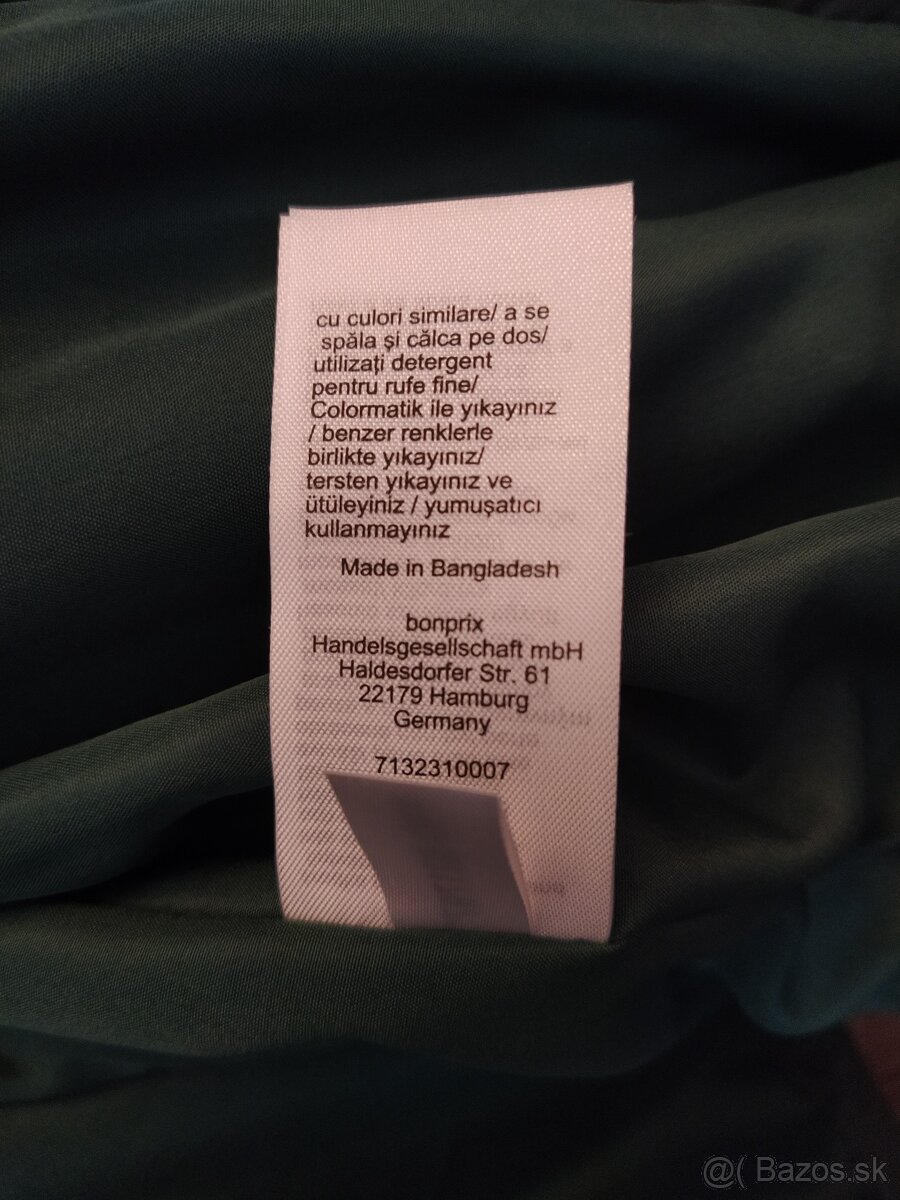 cu culori similare/ a se
spăla și călca pe dos/
utilizați detergent
pentru rufe fine/
Colormatik ile yıkayınız
/ benzer renklerle
birlikte yıkayınız/
tersten yıkayınız ve
ütüleyiniz / yumuşatıcı
kullanmayınız
Made in Bangladesh
bonprix
Handelsgesellschaft mbH
Haldesdorfer Str. 61
22179 Hamburg
Germany
7132310007
@( Bazos.sk